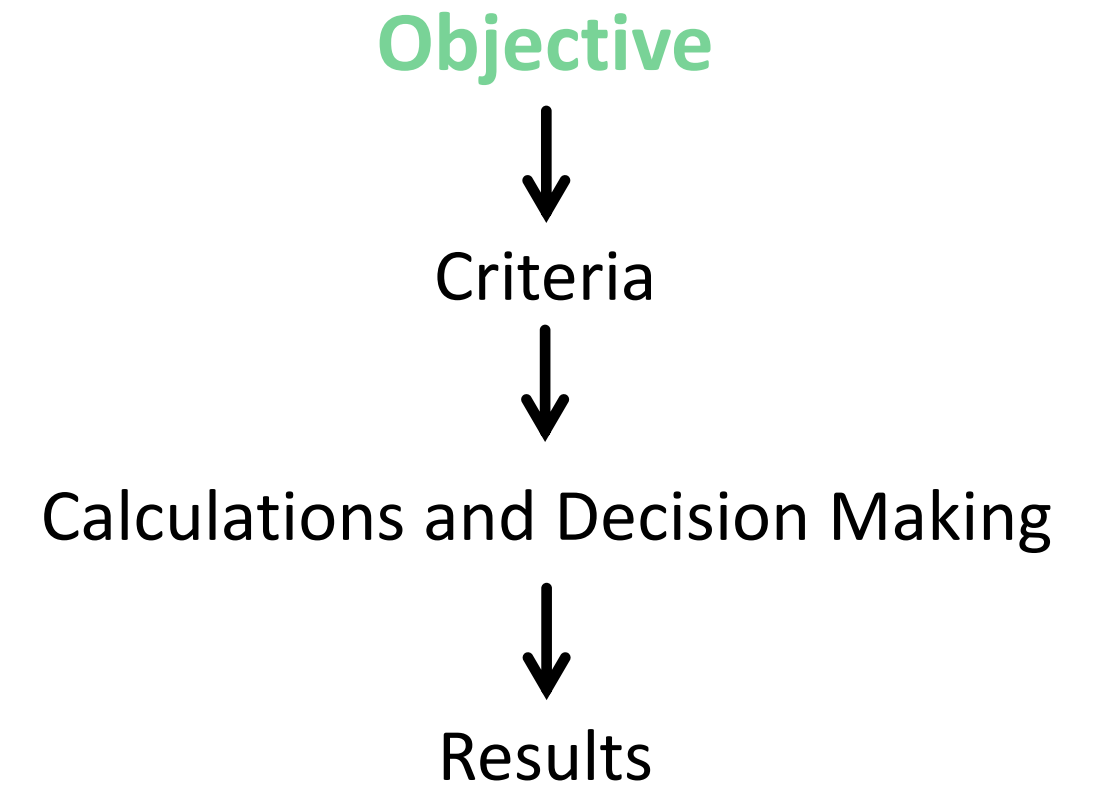 Objective
Criteria
Calculations and Decision Making
Results